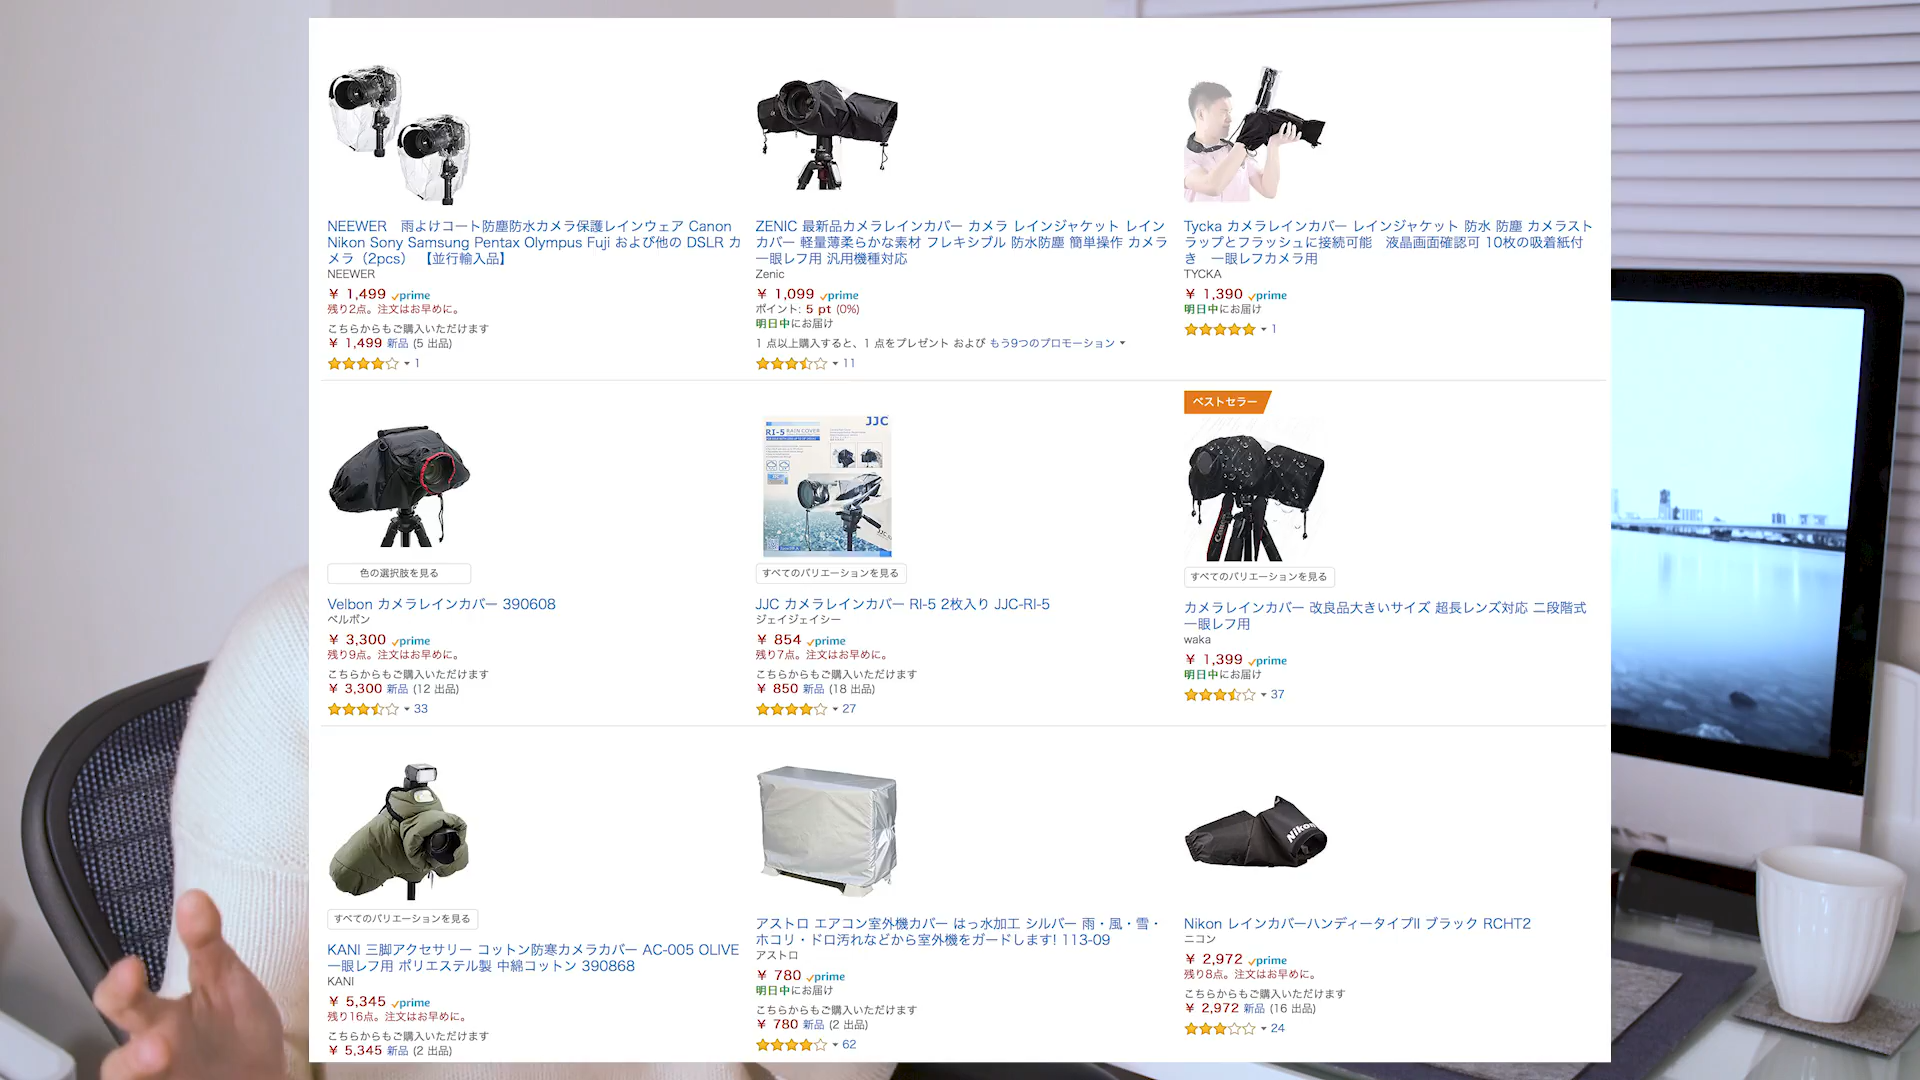 NEEWER　雨よけコート防塵防水カメラ保護レインウェア Canon
Nikon Sony Samsung Pentax Olympus Fuji および他の DSLR カ
メラ（2pcs）　【並行輸入品】
NEEWER
￥ 1,499 prime
残り2点。注文はお早めに。
こちらからもご購入いただけます
￥ 1,499 新品 (5 出品)
1
ZENIC 最新品カメラレインカバー カメラ レインジャケット レイン
カバー 軽量薄柔らかな素材 フレキシブル 防水防塵 簡単操作 カメラ
一眼レフ用 汎用機種対応
Zenic
￥ 1,099 prime
ポイント: 5 pt (0%)
明日中にお届け
1 点以上購入すると、1 点をプレゼント および もう9つのプロモーション
11
Tycka カメラレインカバー レインジャケット 防水 防塵 カメラスト
ラップとフラッシュに接続可能　液晶画面確認可 10枚の吸着紙付
き　一眼レフカメラ用
TYCKA
￥ 1,390 prime
明日中にお届け
1
色の選択肢を見る
Velbon カメラレインカバー 390608
ベルボン
￥ 3,300 prime
残り9点。注文はお早めに。
こちらからもご購入いただけます
￥ 3,300 新品 (12 出品)
33
JJC
RI-5 RAIN COVER
すべてのバリエーションを見る
JJC カメラレインカバー RI-5 2枚入り JJC-RI-5
ジェイジェイシー
￥ 854 prime
残り7点。注文はお早めに。
こちらからもご購入いただけます
￥ 850 新品 (18 出品)
27
ベストセラー
Canon
すべてのバリエーションを見る
カメラレインカバー 改良品大きいサイズ 超長レンズ対応 二段階式
一眼レフ用
waka
￥ 1,399 prime
明日中にお届け
37
すべてのバリエーションを見る
KANI 三脚アクセサリー コットン防寒カメラカバー AC-005 OLIVE
一眼レフ用 ポリエステル製 中綿コットン 390868
KANI
￥ 5,345 prime
残り16点。注文はお早めに。
こちらからもご購入いただけます
￥ 5,345 新品 (2 出品)
アストロ エアコン室外機カバー はっ水加工 シルバー 雨・風・雪・
ホコリ・ドロ汚れなどから室外機をガードします! 113-09
アストロ
￥ 780 prime
明日中にお届け
こちらからもご購入いただけます
￥ 780 新品 (2 出品)
62
Nikon
Nikon レインカバーハンディータイプII ブラック RCHT2
ニコン
￥ 2,972 prime
残り8点。注文はお早めに。
こちらからもご購入いただけます
￥ 2,972 新品 (16 出品)
24